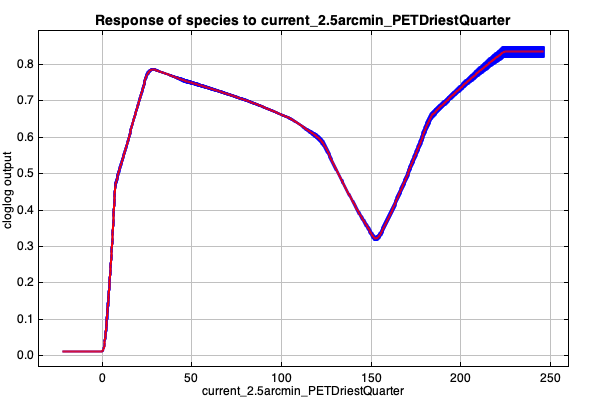 Response of species to current_2.5arcmin_PETDriestQuarter
cloglog output
0.8
0.7
0.6
0.5
0.4
0.3
0.2
0.1
0.0
0 50 100 150 200 250
current_2.5arcmin_PETDriestQuarter